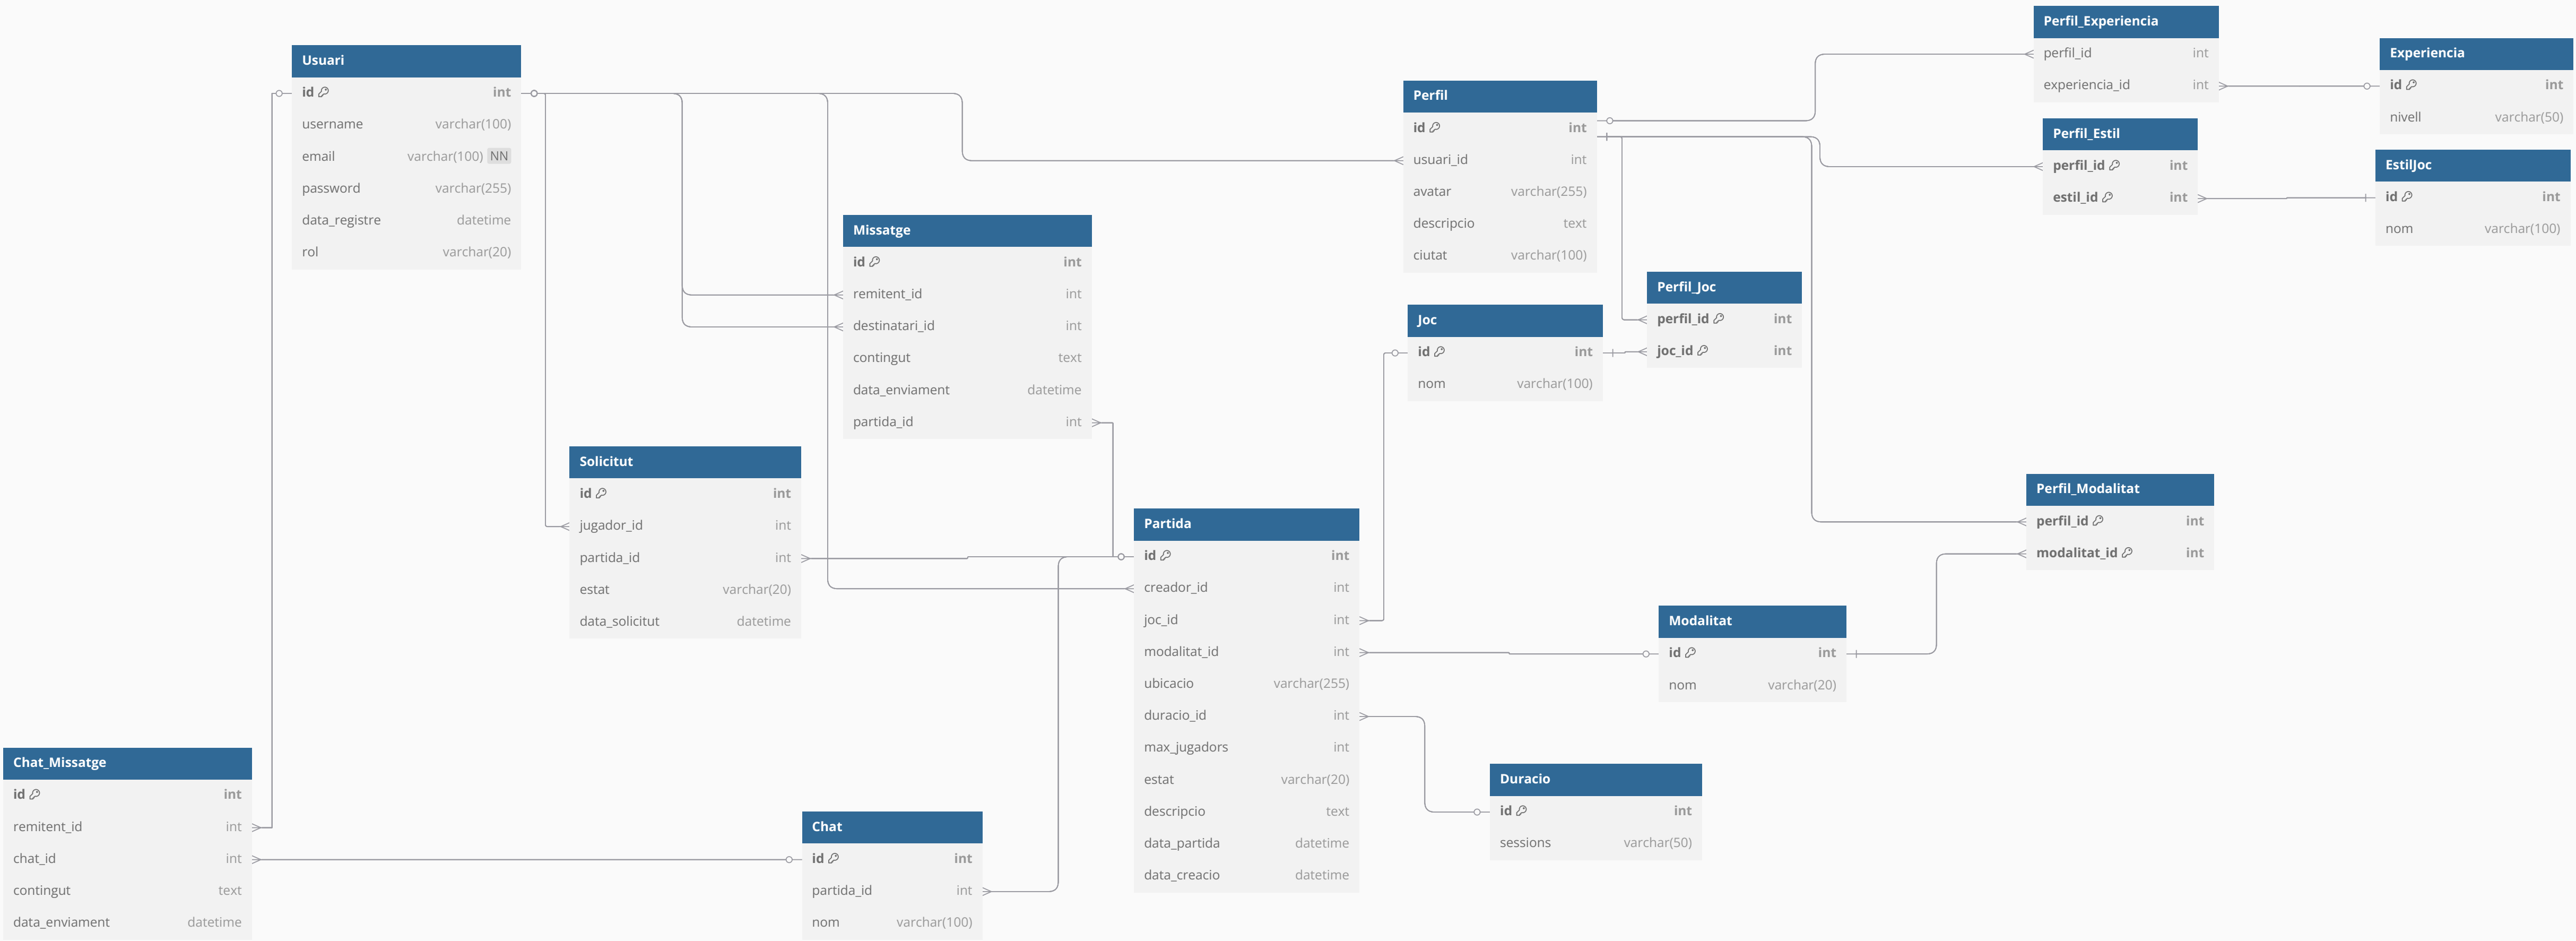 Usuari
id int
username varchar(100)
email varchar(100) NN
password varchar(255)
data_registre datetime
rol varchar(20)
Missatge
id int
remitent_id int
destinatari_id int
contingut text
data_enviament datetime
partida_id int
Solicitut
id int
jugador_id int
partida_id int
estat varchar(20)
data_solicitut datetime
Chat_Missatge
id int
remitent_id int
chat_id int
contingut text
data_enviament datetime
Chat
id int
partida_id int
nom varchar(100)
Partida
id int
creador_id int
joc_id int
modalitat_id int
ubicacio varchar(255)
duracio_id int
max_jugadors int
estat varchar(20)
descripcio text
data_partida datetime
data_creacio datetime
Perfil
id int
usuari_id int
avatar varchar(255)
descripcio text
ciutat varchar(100)
Joc
id int
nom varchar(100)
Perfil_Joc
perfil_id int
joc_id int
Modalitat
id int
nom varchar(20)
Duracio
id int
sessions varchar(50)
Perfil_Experiencia
perfil_id int
experiencia_id int
Perfil_Estil
perfil_id int
estil_id int
Perfil_Modalitat
perfil_id int
modalitat_id int
Experiencia
id int
nivell varchar(50)
EstilJoc
id int
nom varchar(100)